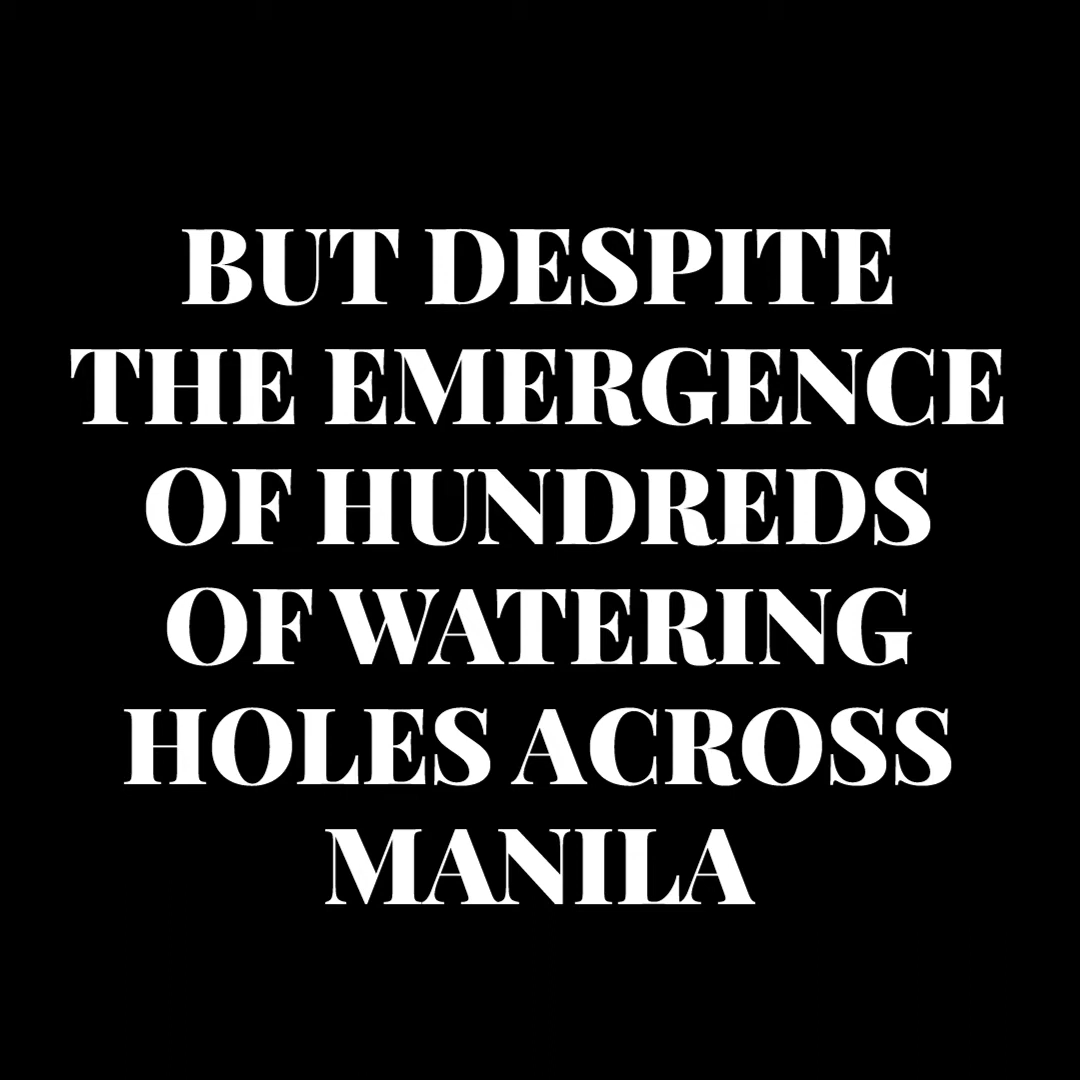 BUT DESPITE
THE EMERGENCE
OF HUNDREDS
OF WATERING
HOLES ACROSS
MANILA